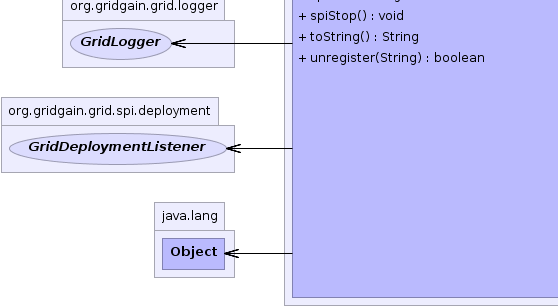 org.gridgain.grid.logger
GridLogger
+ spiStop() : void
+ toString() : String
+ unregister(String) : boolean
org.gridgain.grid.spi.deployment
GridDeploymentListener
java.lang
Object